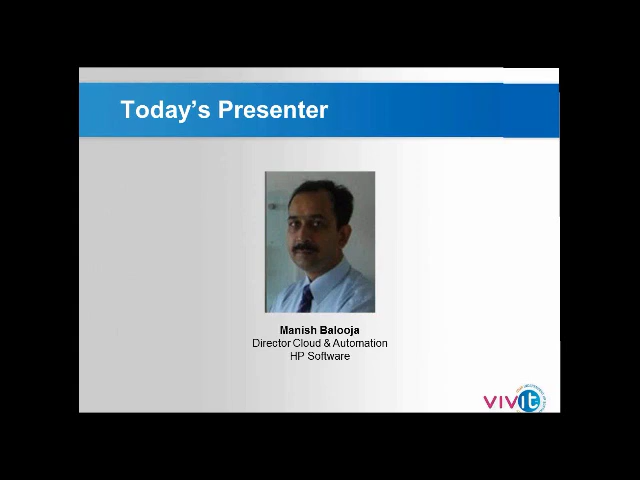 Today's Presenter
Manish Balooja
Director Cloud & Automation
HP Software
vivit